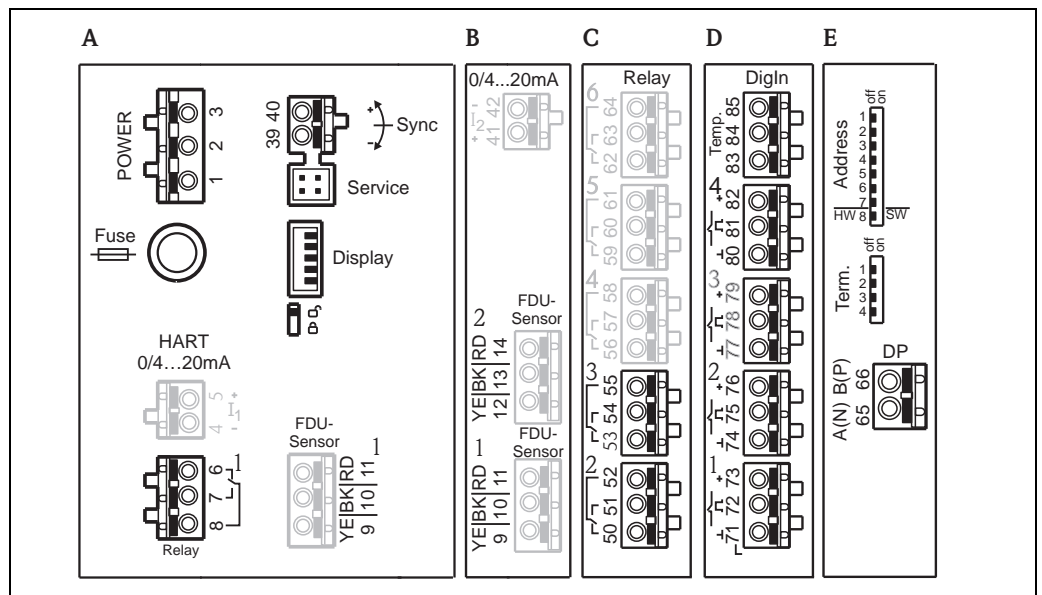 A
B
C
D
E
POWER
3
2
1
39 40
+
-
Sync
Service
Fuse
Display
HART
0/4...20mA
5
4
+
I1
-
6
7
8
1
Relay
FDU-
Sensor
1
YE|BK|RD
9 |10| 11
0/4...20mA
-
I2
+
41 42
2
FDU-
Sensor
YE|BK|RD
12|13| 14
1
FDU-
Sensor
YE|BK|RD
9 |10| 11
Relay
6
62 63 64
5
59 60 61
4
56 57 58
3
53 54 55
2
50 51 52
DigIn
Temp.
83 84 85
4
+
80 81 82
3
+
77 78 79
2
+
74 75 76
1
+
71 72 73
L
off
on
Address
1
2
3
4
5
6
7
HW 8 SW
off
on
Term.
1
2
3
4
DP
A(N) B(P)
65 66